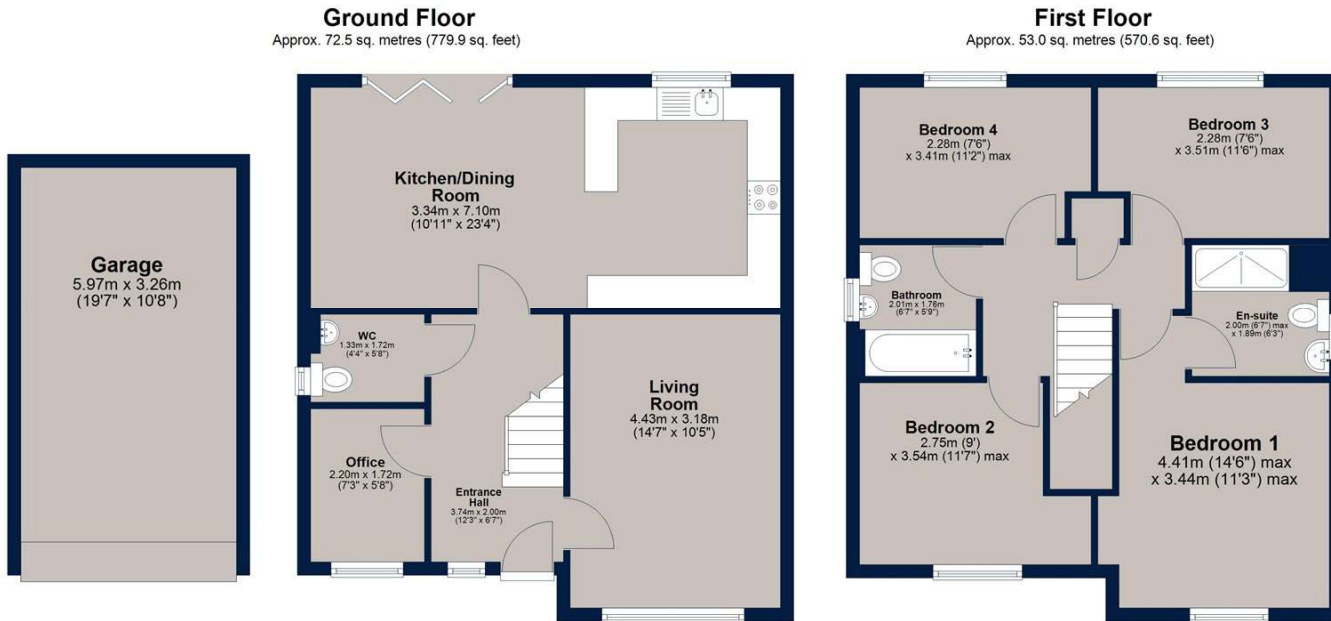 Ground Floor
Approx. 72.5 sq. metres (779.9 sq. feet)
Garage
5.97m x 3.26m
(19'7" x 10'8")
Kitchen/Dining
Room
3.34m x 7.10m
(10'11" x 23'4")
WC
1.33m x 1.72m
(4'4" x 5'8")
Office
2.20m x 1.72m
(7'3" x 5'8")
Entrance
Hall
3.74m x 2.00m
(12'3" x 6'7")
Living
Room
4.43m x 3.18m
(14'7" x 10'5")
First Floor
Approx. 53.0 sq. metres (570.6 sq. feet)
Bedroom 4
2.28m (7'6")
x 3.41m (11'2") max
Bedroom 3
2.28m (7'6")
x 3.51m (11'6") max
Bathroom
2.01m x 1.76m
(6'7" x 5'9")
En-suite
2.00m (6'7") max
x 1.89m (6'3")
Bedroom 2
2.75m (9')
x 3.54m (11'7") max
Bedroom 1
4.41m (14'6") max
x 3.44m (11'3") max